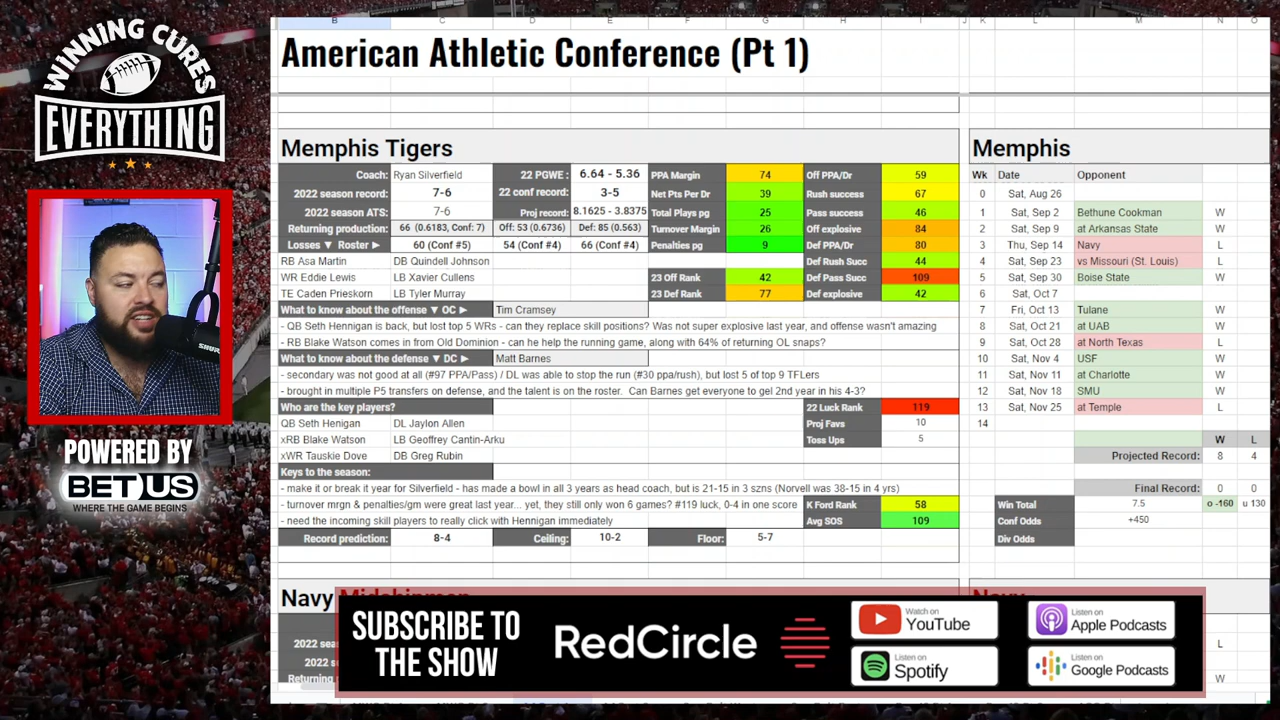 WINNING CURES
EVERYTHING
POWERED BY
BETUS
WHERE THE GAME BEGINS
SHURE
B C D E F G H I J K L M N O
American Athletic Conference (Pt 1)
Memphis Tigers
Coach: Ryan Silverfield 22 PGWE : 6.64 - 5.36 PPA Margin 74 Off PPA/Dr 59
2022 season record: 7-6 22 conf record: 3-5 Net Pts Per Dr 39 Rush success 67
2022 season ATS: 7-6 Proj record: 8.1625 - 3.8375 Total Plays pg 25 Pass success 46
Returning production: 66 (0.6183, Conf: 7) Off: 53 (0.6736) Def: 85 (0.563) Turnover Margin 26 Off explosive 84
Losses ▼ Roster ► 60 (Conf #5) 54 (Conf #4) 66 (Conf #4) Penalties pg 9 Def PPA/Dr 80
RB Asa Martin DB Quindell Johnson Def Rush Succ 44
WR Eddie Lewis LB Xavier Cullens 23 Off Rank 42 Def Pass Succ 109
TE Caden Prieskorn LB Tyler Murray 23 Def Rank 77 Def explosive 42
What to know about the offense ▼ OC ► Tim Cramsey
- QB Seth Hennigan is back, but lost top 5 WRs - can they replace skill positions? Was not super explosive last year, and offense wasn't amazing
- RB Blake Watson comes in from Old Dominion - can he help the running game, along with 64% of returning OL snaps?
What to know about the defense ▼ DC ► Matt Barnes
- secondary was not good at all (#97 PPA/Pass) / DL was able to stop the run (#30 ppa/rush), but lost 5 of top 9 TFLers
- brought in multiple P5 transfers on defense, and the talent is on the roster. Can Barnes get everyone to gel 2nd year in his 4-3?
Who are the key players? 22 Luck Rank 119
QB Seth Henigan DL Jaylon Allen Proj Favs 10
xRB Blake Watson LB Geoffrey Cantin-Arku Toss Ups 5
xWR Tauskie Dove DB Greg Rubin
Keys to the season:
- make it or break it year for Silverfield - has made a bowl in all 3 years as head coach, but is 21-15 in 3 szns (Norvell was 38-15 in 4 yrs)
- turnover mrgn & penalties/gm were great last year... yet, they still only won 6 games? #119 luck, 0-4 in one score K Ford Rank 58
- need the incoming skill players to really click with Hennigan immediately Avg SOS 109
Record prediction: 8-4 Ceiling: 10-2 Floor: 5-7
Memphis
Wk Date Opponent
0 Sat, Aug 26
1 Sat, Sep 2 Bethune Cookman W
2 Sat, Sep 9 at Arkansas State W
3 Thu, Sep 14 Navy L
4 Sat, Sep 23 vs Missouri (St. Louis) L
5 Sat, Sep 30 Boise State W
6 Sat, Oct 7
7 Fri, Oct 13 Tulane W
8 Sat, Oct 21 at UAB W
9 Sat, Oct 28 at North Texas L
10 Sat, Nov 4 USF W
11 Sat, Nov 11 at Charlotte W
12 Sat, Nov 18 SMU W
13 Sat, Nov 25 at Temple L
14
W L
Projected Record: 8 4
Final Record: 0 0
Win Total 7.5 o -160 u 130
Conf Odds +450
Div Odds
Navy Midshipmen
Navy
2022 sea
L
2022 s
Returning
W
SUBSCRIBE TO
THE SHOW
RedCircle
Watch on
YouTube
Listen on
Apple Podcasts
Listen on
Spotify
Listen on
Google Podcasts